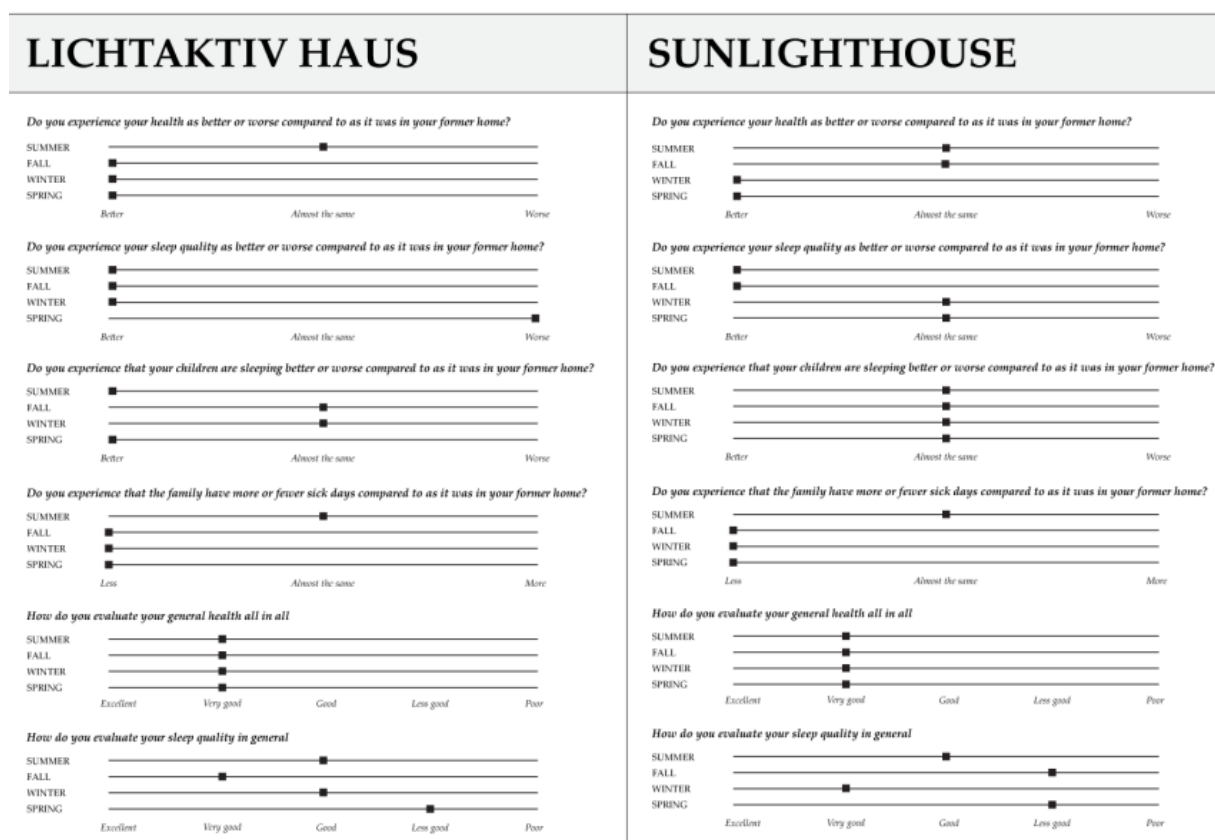 LICHTAKTIV HAUS
Do you experience your health as better or worse compared to as it was in your former home?
SUMMER
FALL
WINTER
SPRING
Better Almost the same Worse
Do you experience your sleep quality as better or worse compared to as it was in your former home?
SUMMER
FALL
WINTER
SPRING
Better Almost the same Worse
Do you experience that your children are sleeping better or worse compared to as it was in your former home?
SUMMER
FALL
WINTER
SPRING
Better Almost the same Worse
Do you experience that the family have more or fewer sick days compared to as it was in your former home?
SUMMER
FALL
WINTER
SPRING
Less Almost the same More
How do you evaluate your general health all in all
SUMMER
FALL
WINTER
SPRING
Excellent Very good Good Less good Poor
How do you evaluate your sleep quality in general
SUMMER
FALL
WINTER
SPRING
Excellent Very good Good Less good Poor
SUNLIGHTHOUSE
Do you experience your health as better or worse compared to as it was in your former home?
SUMMER
FALL
WINTER
SPRING
Better Almost the same Worse
Do you experience your sleep quality as better or worse compared to as it was in your former home?
SUMMER
FALL
WINTER
SPRING
Better Almost the same Worse
Do you experience that your children are sleeping better or worse compared to as it was in your former home?
SUMMER
FALL
WINTER
SPRING
Better Almost the same Worse
Do you experience that the family have more or fewer sick days compared to as it was in your former home?
SUMMER
FALL
WINTER
SPRING
Less Almost the same More
How do you evaluate your general health all in all
SUMMER
FALL
WINTER
SPRING
Excellent Very good Good Less good Poor
How do you evaluate your sleep quality in general
SUMMER
FALL
WINTER
SPRING
Excellent Very good Good Less good Poor